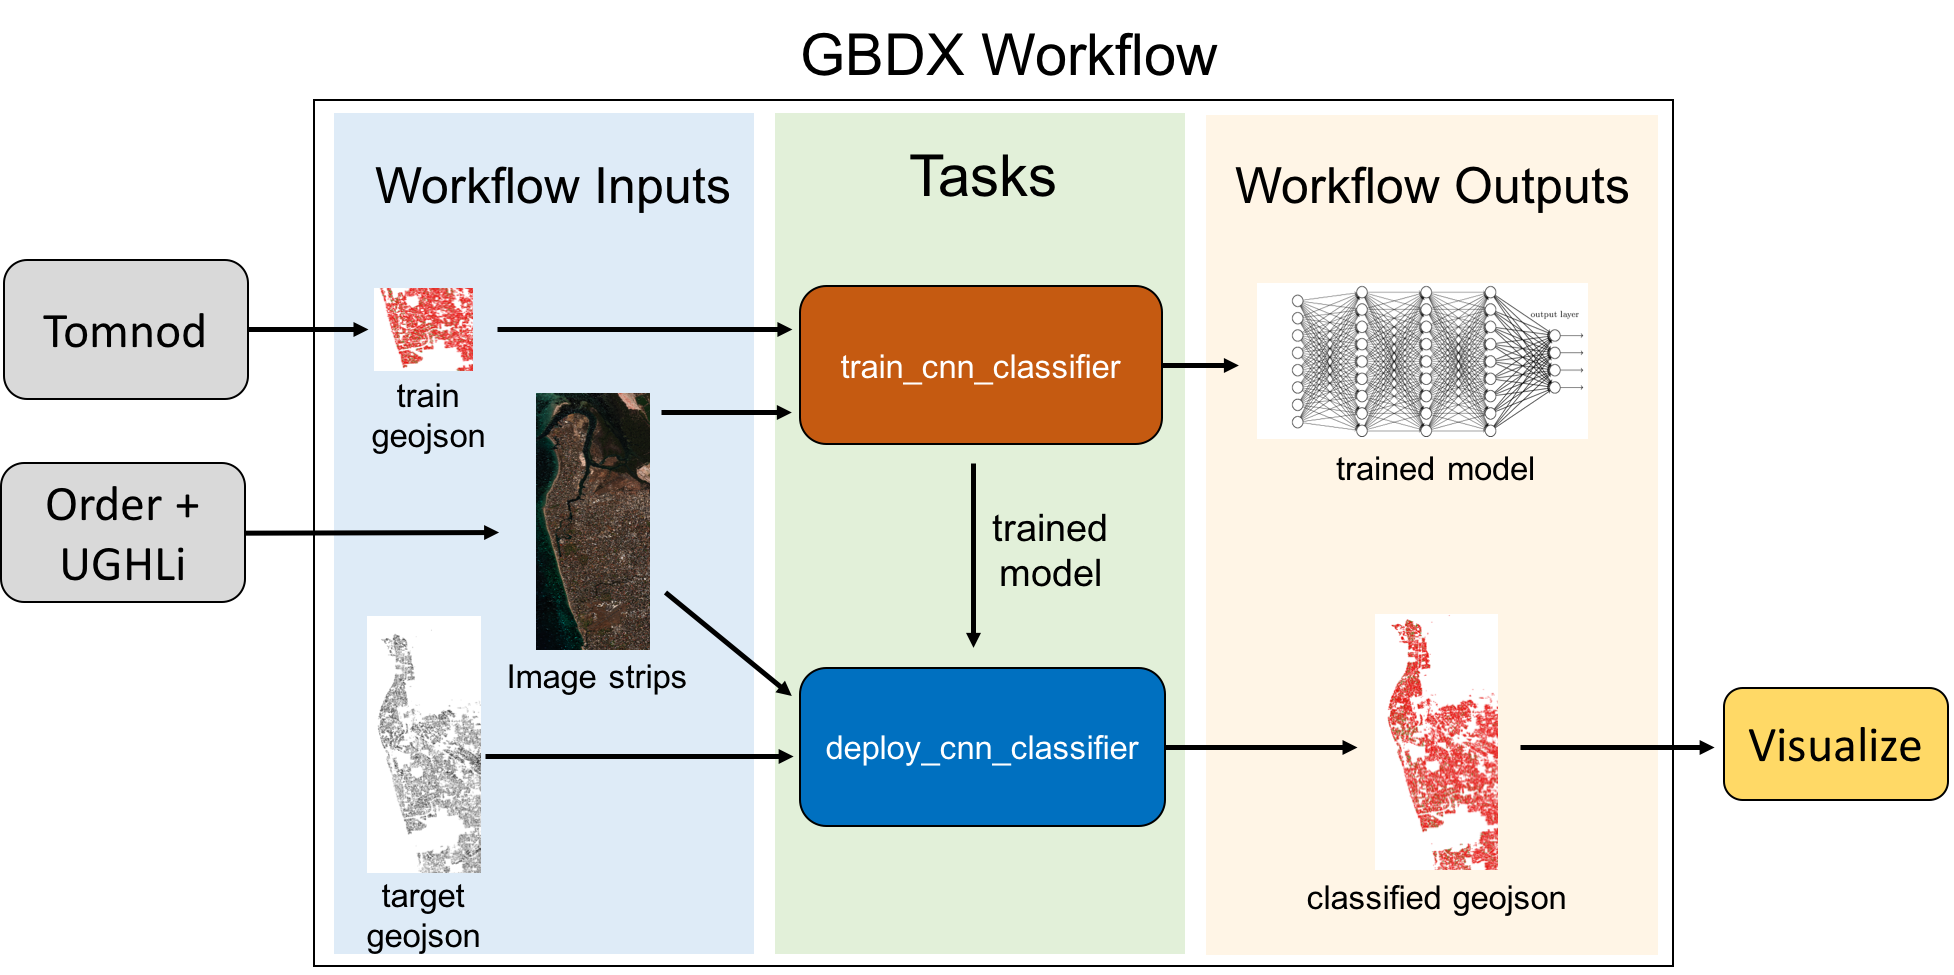 GBDX Workflow
Workflow Inputs
Tasks
Workflow Outputs
Tomnod
train
geojson
Order +
UGHLi
Image strips
target
geojson
train_cnn_classifier
trained
model
deploy_cnn_classifier
output layer
trained model
classified geojson
Visualize